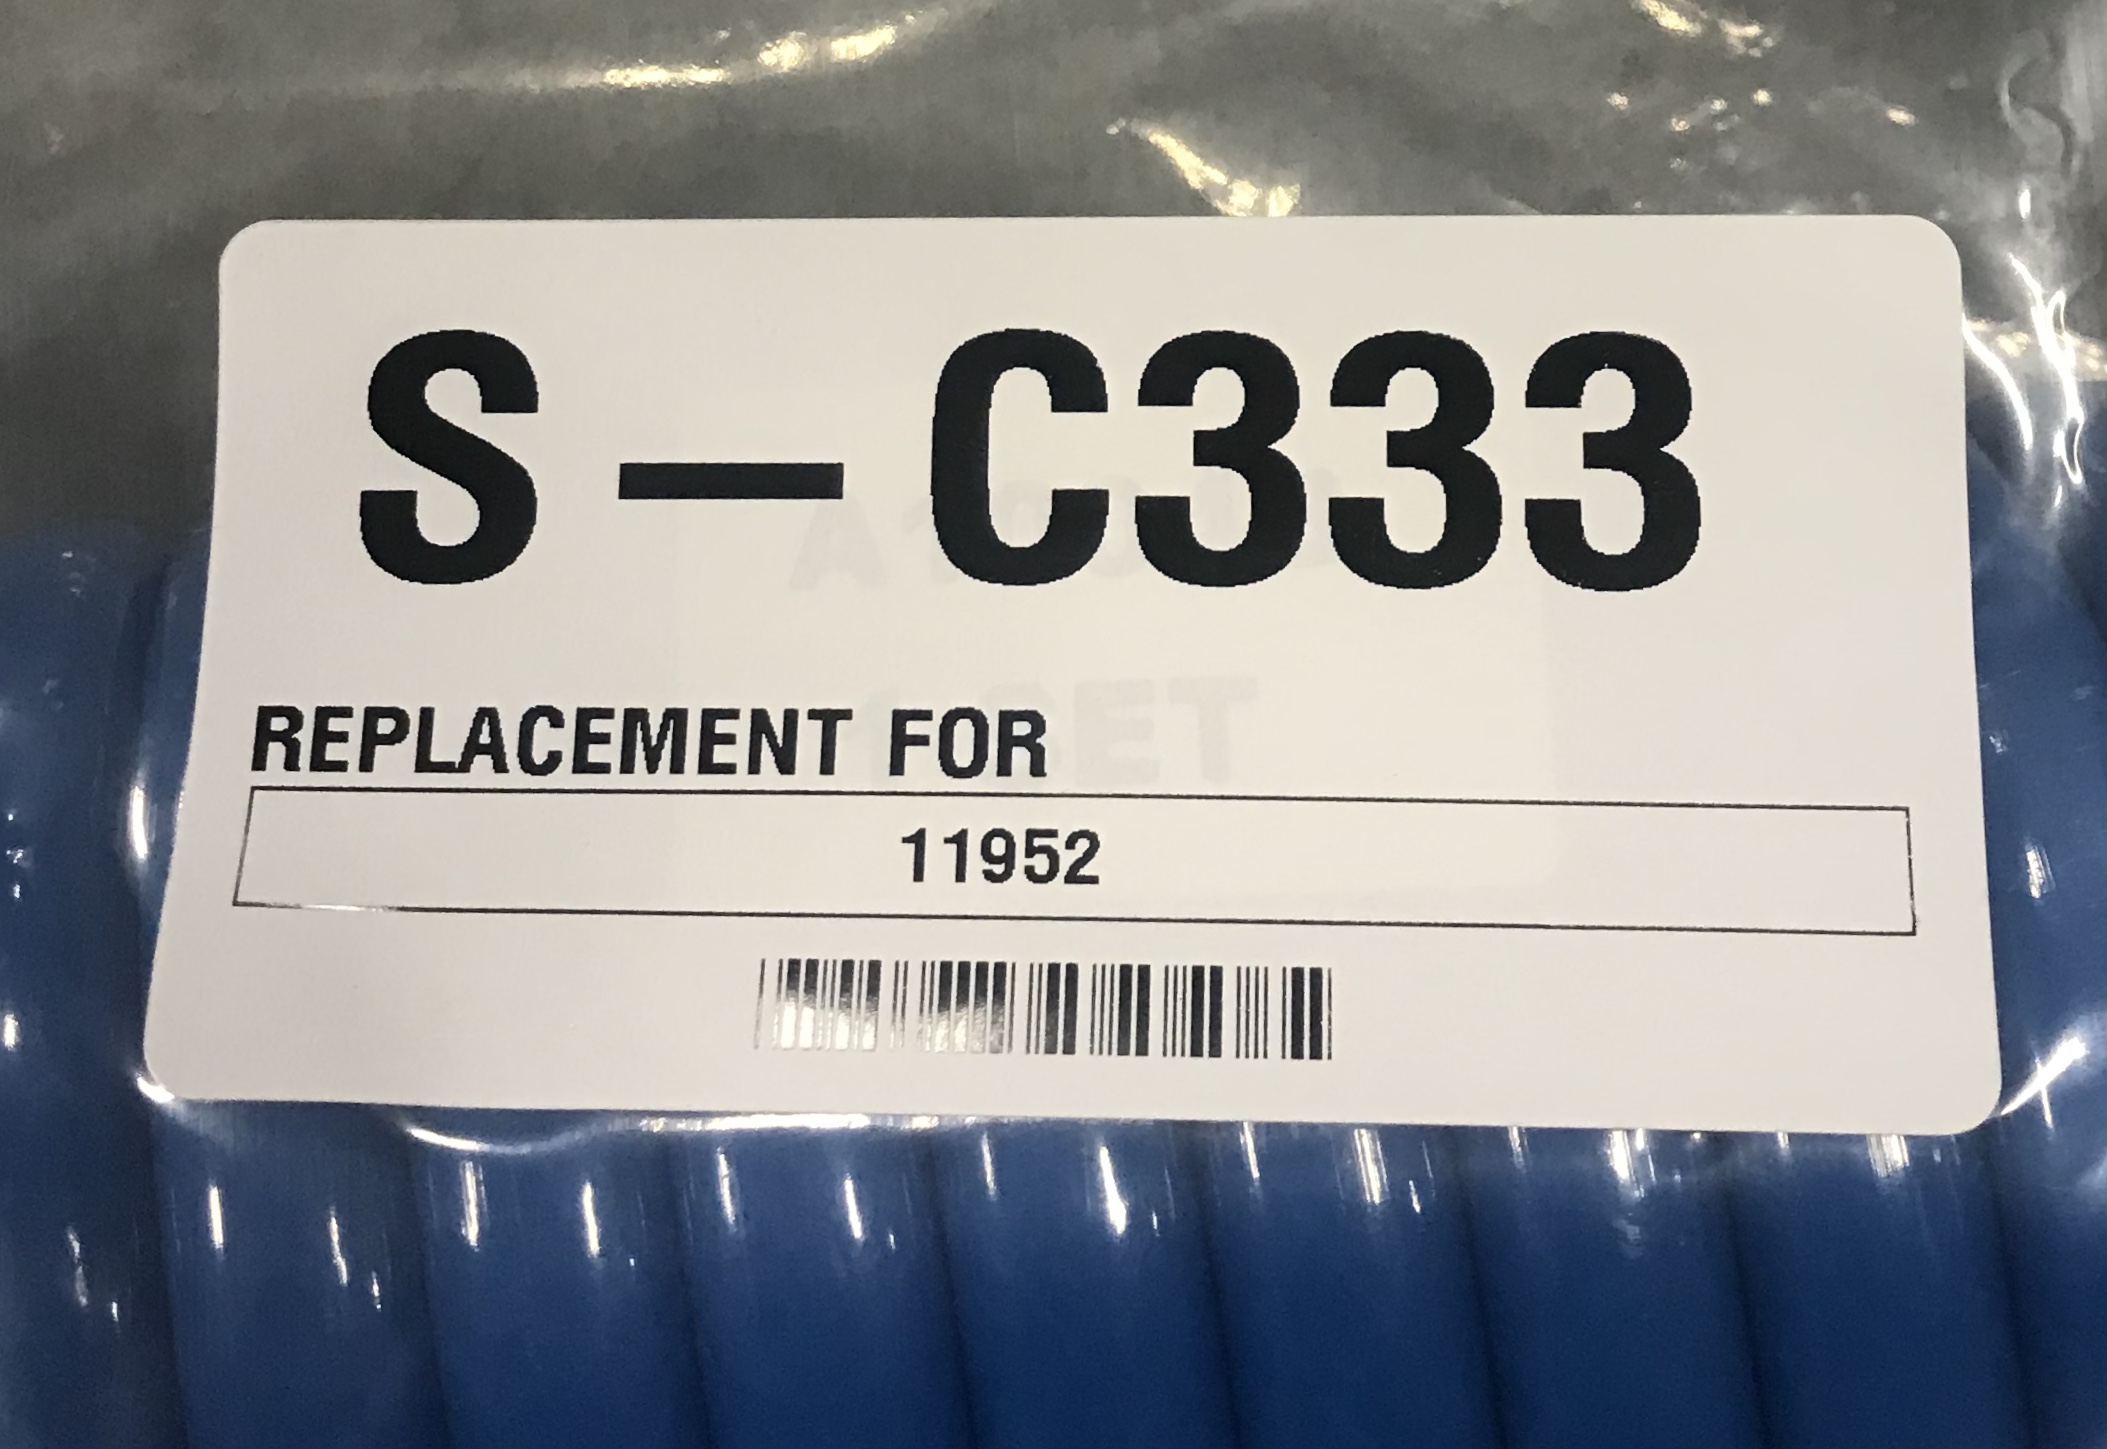 S – C333
REPLACEMENT FOR
11952